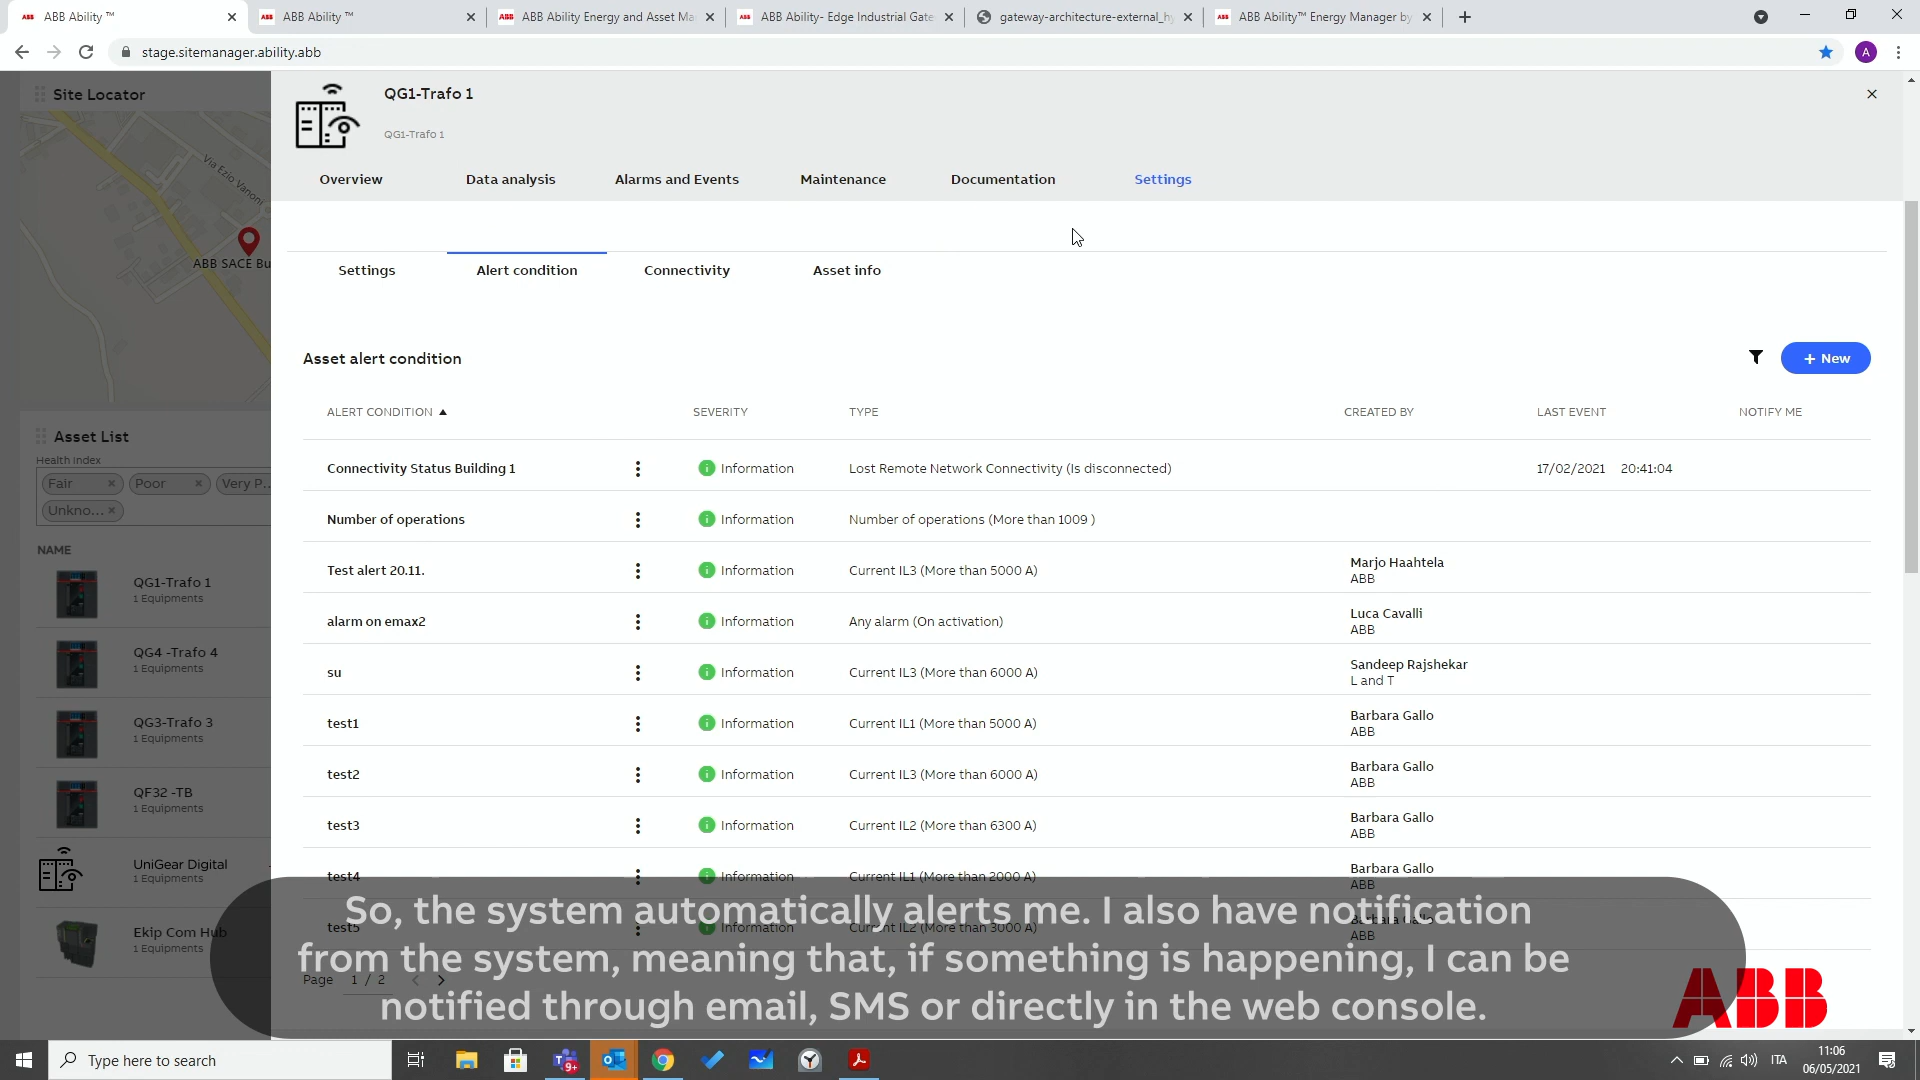 ABB Ability ™
ABB Ability ™
ABB Ability Energy and Asset Ma
ABB Ability- Edge Industrial Gate
gateway-architecture-external_hy
ABB Ability™ Energy Manager by
stage.sitemanager.ability.abb
A
Site Locator
Via Ezio Vanoni
ABB SACE Bu
QG1-Trafo 1
QG1-Trafo 1
Overview
Data analysis
Alarms and Events
Maintenance
Documentation
Settings
Settings
Alert condition
Connectivity
Asset info
Asset alert condition
+ New
ALERT CONDITION ▲ SEVERITY TYPE CREATED BY LAST EVENT NOTIFY ME
Connectivity Status Building 1 Information Lost Remote Network Connectivity (Is disconnected) 17/02/2021 20:41:04
Number of operations Information Number of operations (More than 1009 )
Test alert 20.11. Information Current IL3 (More than 5000 A) Marjo Haahtela
ABB
alarm on emax2 Information Any alarm (On activation) Luca Cavalli
ABB
su Information Current IL3 (More than 6000 A) Sandeep Rajshekar
L and T
test1 Information Current IL1 (More than 5000 A) Barbara Gallo
ABB
test2 Information Current IL3 (More than 6000 A) Barbara Gallo
ABB
test3 Information Current IL2 (More than 6300 A) Barbara Gallo
ABB
test4 Information Current IL1 (More than 2000 A) Barbara Gallo
ABB
test5 Information Current IL2 (More than 3000 A) Barbara Gallo
ABB
Page 1 / 2 < >
Asset List
Health index
Fair × Poor × Very P...
Unkno... ×
NAME
QG1-Trafo 1
1 Equipments
QG4 -Trafo 4
1 Equipments
QG3-Trafo 3
1 Equipments
QF32 -TB
1 Equipments
UniGear Digital
1 Equipments
Ekip Com Hub
1 Equipments
So, the system automatically alerts me. I also have notification
from the system, meaning that, if something is happening, I can be
notified through email, SMS or directly in the web console.
ABB
Type here to search
9+
ITA
11:06
06/05/2021